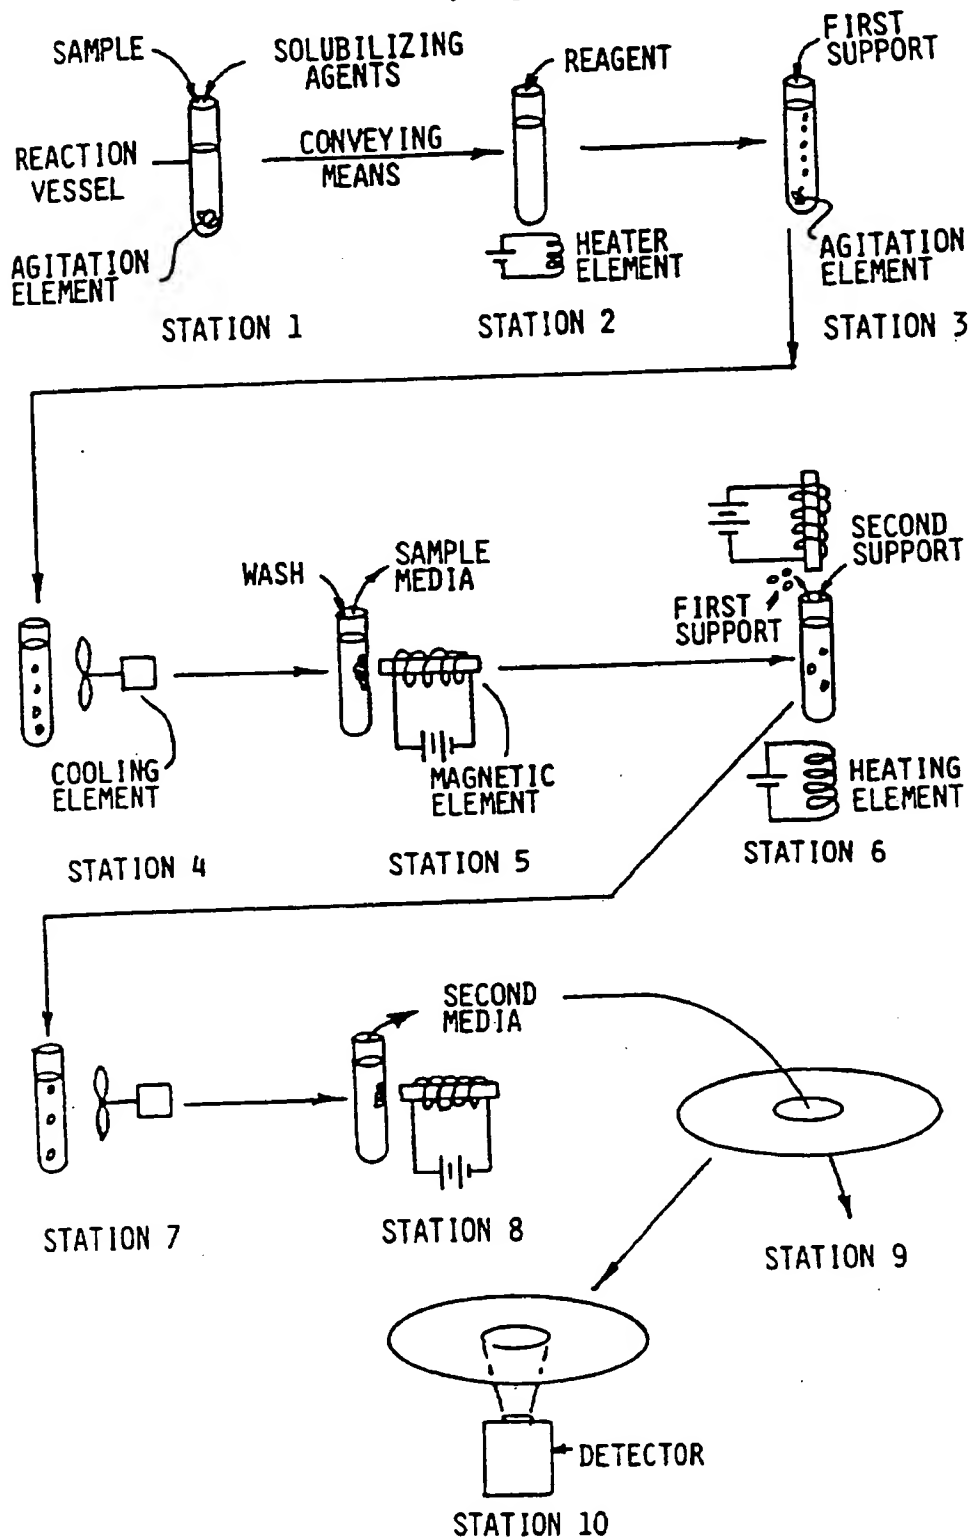 SAMPLE
SOLUBILIZING
AGENTS
REAGENT
FIRST
SUPPORT
REACTION
VESSEL
CONVEYING
MEANS
AGITATION
ELEMENT
HEATER
ELEMENT
AGITATION
ELEMENT
STATION 1
STATION 2
STATION 3
WASH
SAMPLE
MEDIA
SECOND
SUPPORT
FIRST
SUPPORT
COOLING
ELEMENT
MAGNETIC
ELEMENT
HEATING
ELEMENT
STATION 4
STATION 5
STATION 6
SECOND
MEDIA
STATION 7
STATION 8
STATION 9
DETECTOR
STATION 10